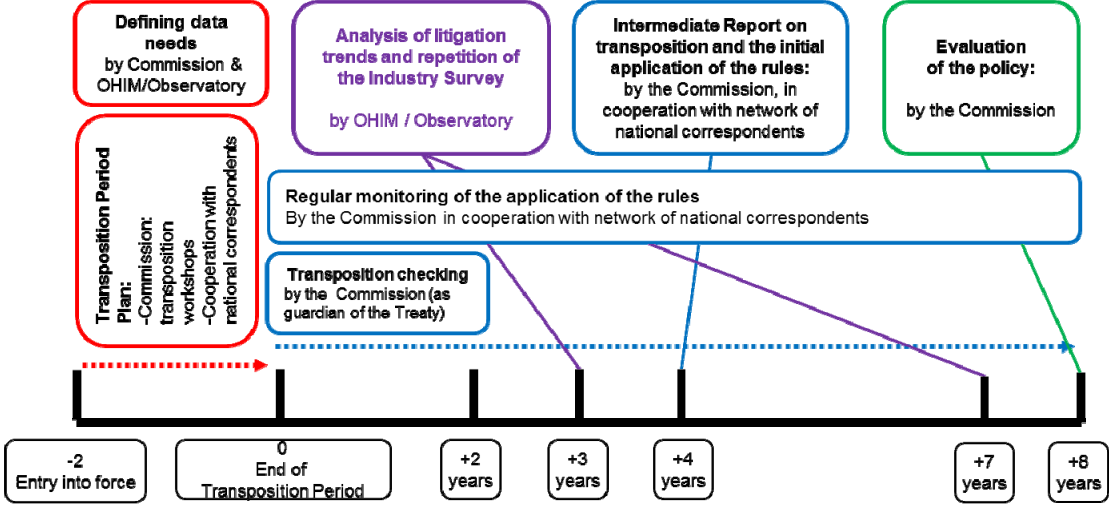 Defining data
needs
by Commission &
OHIM/Observatory
Analysis of litigation
trends and repetition of
the Industry Survey
by OHIM / Observatory
Intermediate Report on
transposition and the initial
application of the rules:
by the Commission, in
cooperation with network of
national correspondents
Evaluation
of the policy:
by the Commission
Transposition Period
Plan:
-Commission:
transposition
workshops
-Cooperation with
national correspondents
Regular monitoring of the application of the rules
By the Commission in cooperation with network of national correspondents
Transposition checking
by the Commission (as
guardian of the Treaty)
-2
Entry into force
0
End of
Transposition Period
+2
years
+3
years
+4
years
+7
years
+8
years